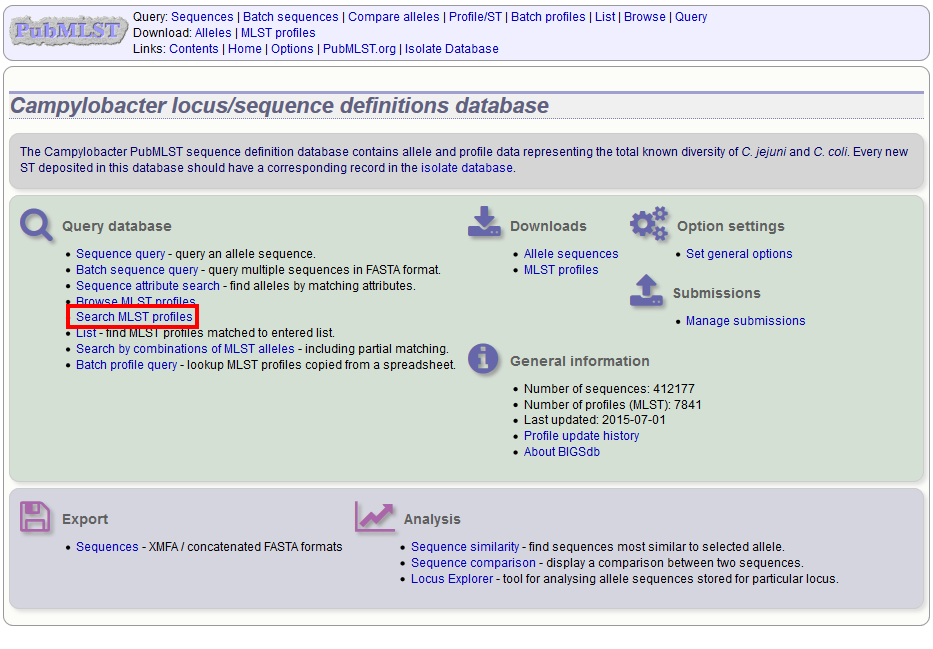 PubMLST
Query: Sequences | Batch sequences | Compare alleles | Profile/ST | Batch profiles | List | Browse | Query
Download: Alleles | MLST profiles
Links: Contents | Home | Options | PubMLST.org | Isolate Database
Campylobacter locus/sequence definitions database
The Campylobacter PubMLST sequence definition database contains allele and profile data representing the total known diversity of C. jejuni and C. coli. Every new
ST deposited in this database should have a corresponding record in the isolate database.
Query database
• Sequence query - query an allele sequence.
• Batch sequence query - query multiple sequences in FASTA format.
• Sequence attribute search - find alleles by matching attributes.
• Browse MLST profiles
Search MLST profiles
• List - find MLST profiles matched to entered list.
• Search by combinations of MLST alleles - including partial matching.
• Batch profile query - lookup MLST profiles copied from a spreadsheet.
Downloads
• Allele sequences
• MLST profiles
Option settings
• Set general options
Submissions
• Manage submissions
General information
• Number of sequences: 412177
• Number of profiles (MLST): 7841
• Last updated: 2015-07-01
• Profile update history
• About BIGSdb
Export
• Sequences - XMFA / concatenated FASTA formats
Analysis
• Sequence similarity - find sequences most similar to selected allele.
• Sequence comparison - display a comparison between two sequences.
• Locus Explorer - tool for analysing allele sequences stored for particular locus.